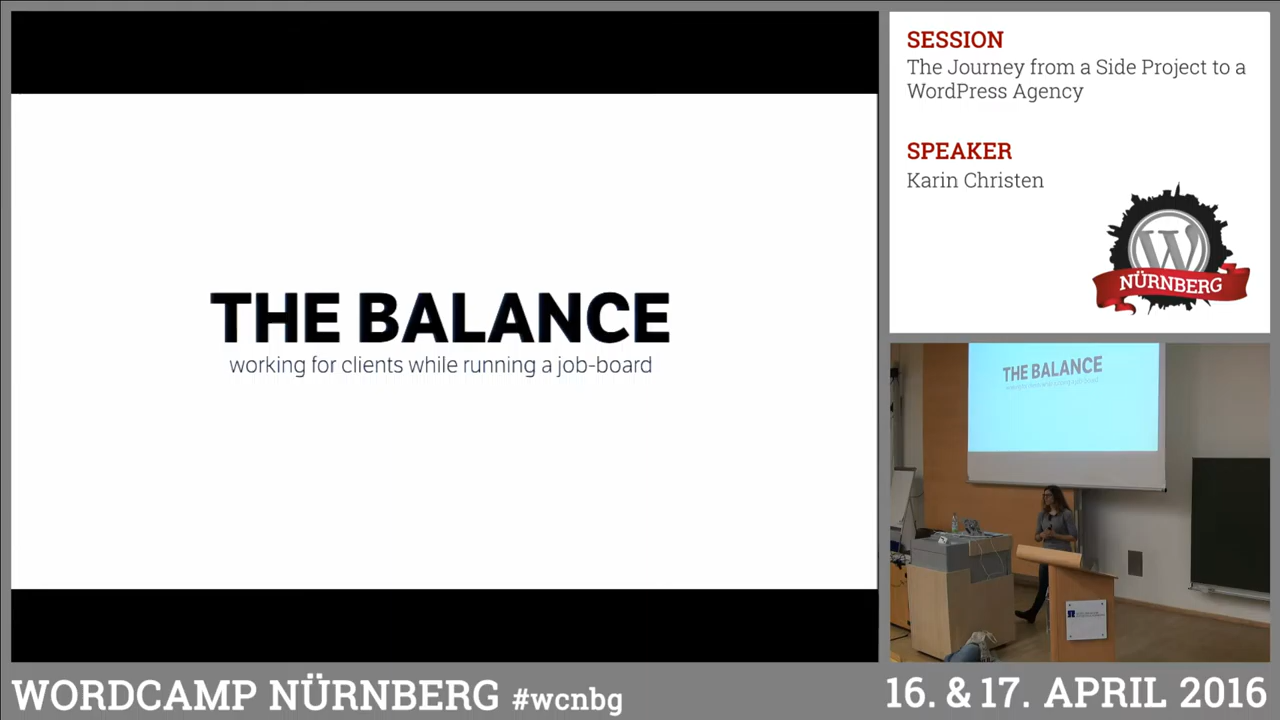 THE BALANCE
working for clients while running a job-board
SESSION
The Journey from a Side Project to a
WordPress Agency
SPEAKER
Karin Christen
W
NÜRNBERG
THE BALANCE
WORDCAMP NÜRNBERG #wcnbg
16. & 17. APRIL 2016